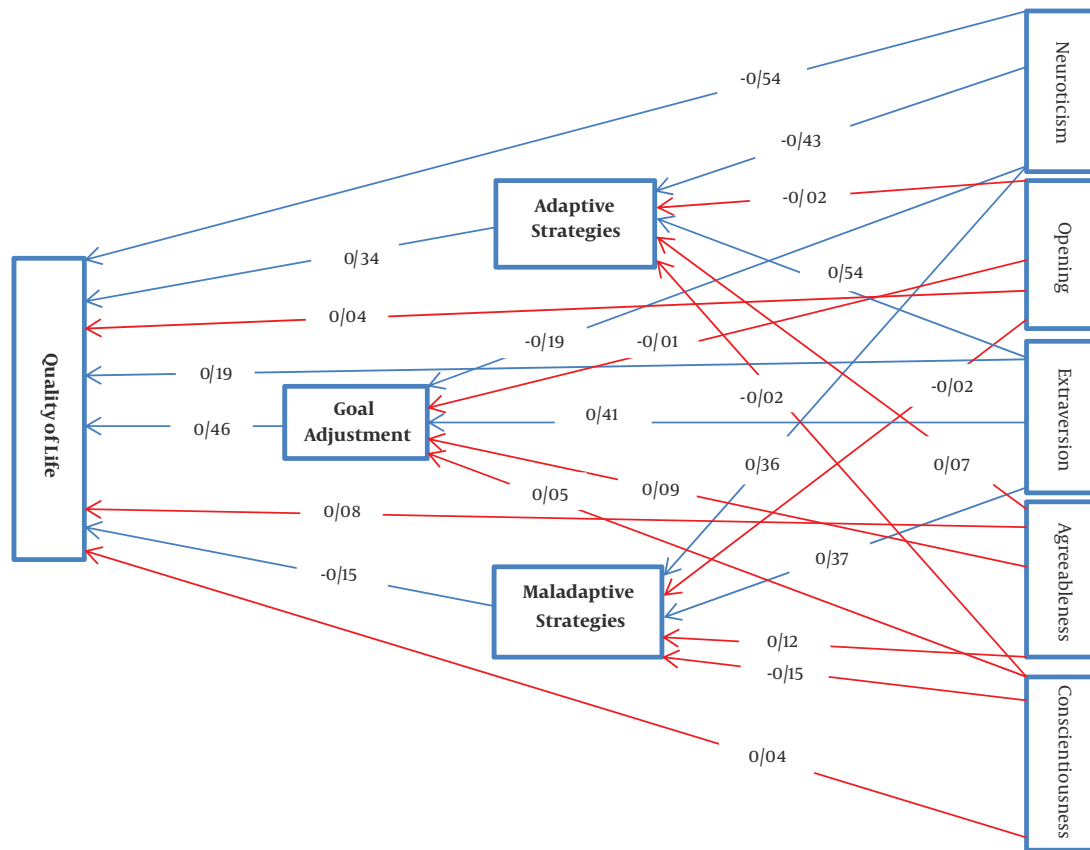 Neuroticism
-0/54
-0/43
Adaptive
Strategies
-0/02
Opening
0/34
0/54
0/04
-0/19
-0/01
Quality of Life
0/19
-0/02
-0/02
Extraversion
Goal
Adjustment
0/46
0/41
0/36
0/07
0/05
0/09
0/08
Agreeableness
-0/15
0/37
Maladaptive
Strategies
0/12
-0/15
Conscientiousness
0/04